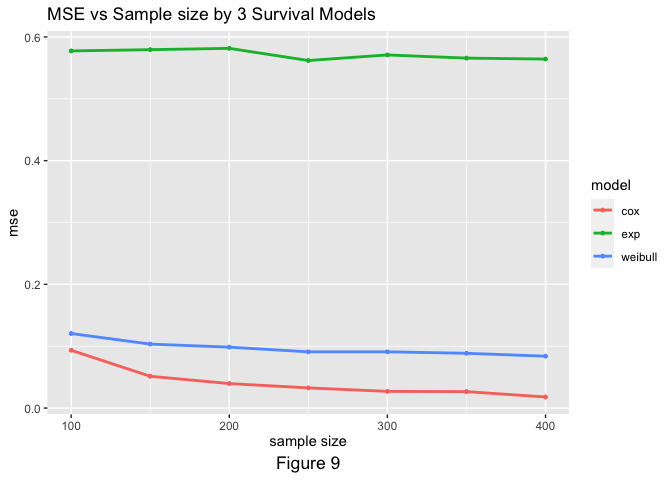 MSE vs Sample size by 3 Survival Models
0.6
0.4
0.2
0.0
mse
100
200
300
400
sample size
Figure 9
model
cox
exp
weibull